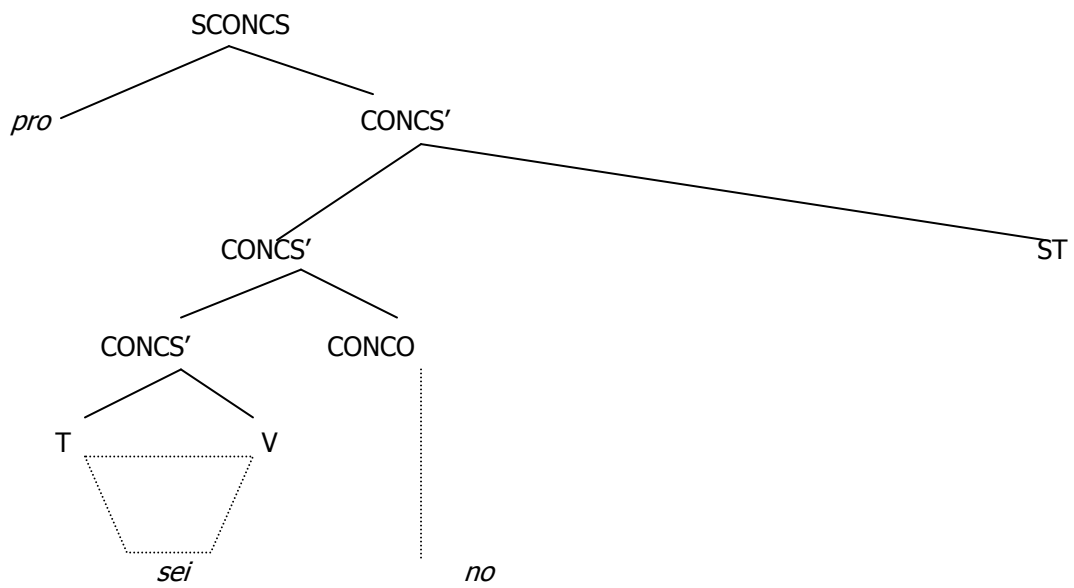 SCONCS
pro CONCS’
CONCS’ ST
CONCS’ CONCO
T V
sei no